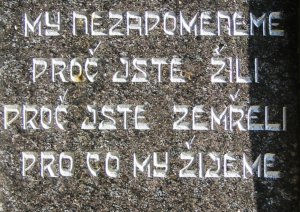 MY NEZAPOMENEME
PROČ JSTE ŽILI
PROČ JSTE ZEMŘELI
PRO CO MY ŽIJEME